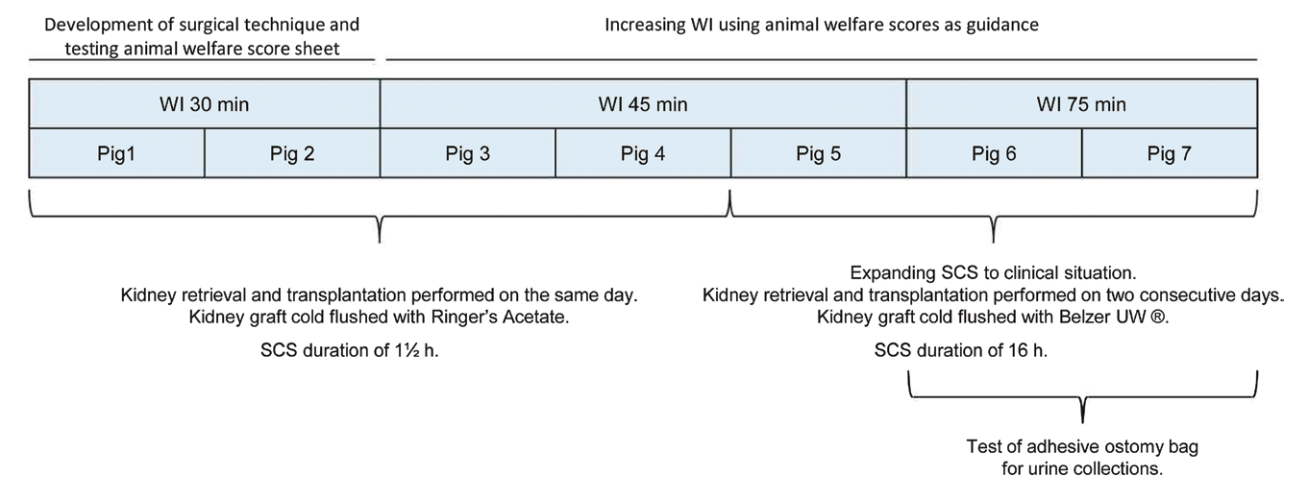 Development of surgical technique and
testing animal welfare score sheet
Increasing WI using animal welfare scores as guidance
WI 30 min
WI 45 min
WI 75 min
Pig1
Pig 2
Pig 3
Pig 4
Pig 5
Pig 6
Pig 7
Kidney retrieval and transplantation performed on the same day.
Kidney graft cold flushed with Ringer's Acetate.
SCS duration of 1½ h.
Expanding SCS to clinical situation.
Kidney retrieval and transplantation performed on two consecutive days.
Kidney graft cold flushed with Belzer UW ®.
SCS duration of 16 h.
Test of adhesive ostomy bag
for urine collections.